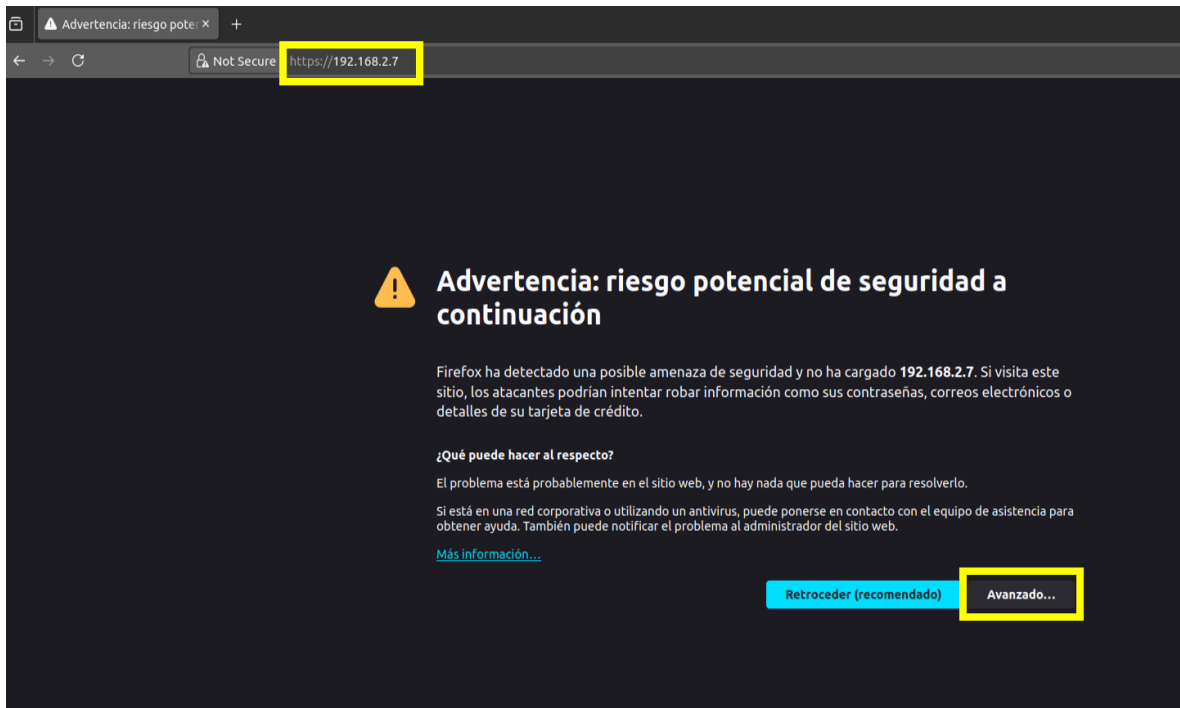 Advertencia: riesgo pote
Not Secure https://192.168.2.7
Advertencia: riesgo potencial de seguridad a
continuación
Firefox ha detectado una posible amenaza de seguridad y no ha cargado 192.168.2.7. Si visita este
sitio, los atacantes podrían intentar robar información como sus contraseñas, correos electrónicos o
detalles de su tarjeta de crédito.
¿Qué puede hacer al respecto?
El problema está probablemente en el sitio web, y no hay nada que pueda hacer para resolverlo.
Si está en una red corporativa o utilizando un antivirus, puede ponerse en contacto con el equipo de asistencia para
obtener ayuda. También puede notificar el problema al administrador del sitio web.
Más información...
Retroceder (recomendado) Avanzado...